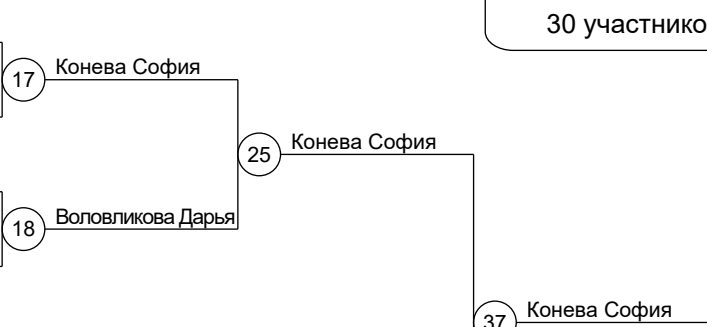 30 участнико
17 Конева София
25 Конева София
18 Воловликова Дарья
37 Конева София